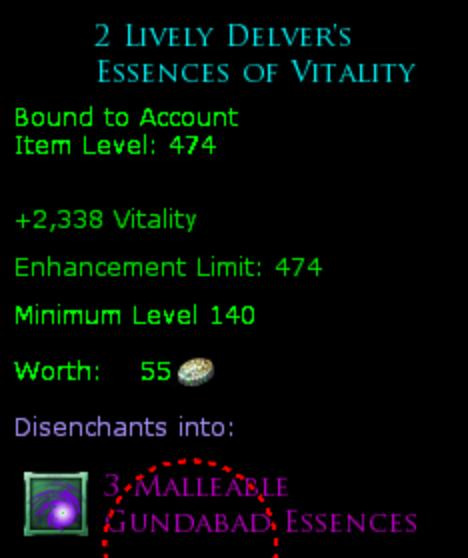 2 Lively Delver's
Essences of Vitality
Bound to Account
Item Level: 474
+2,338 Vitality
Enhancement Limit: 474
Minimum Level 140
Worth: 55
Disenchants into:
3 Malleable
Gundabad Essences